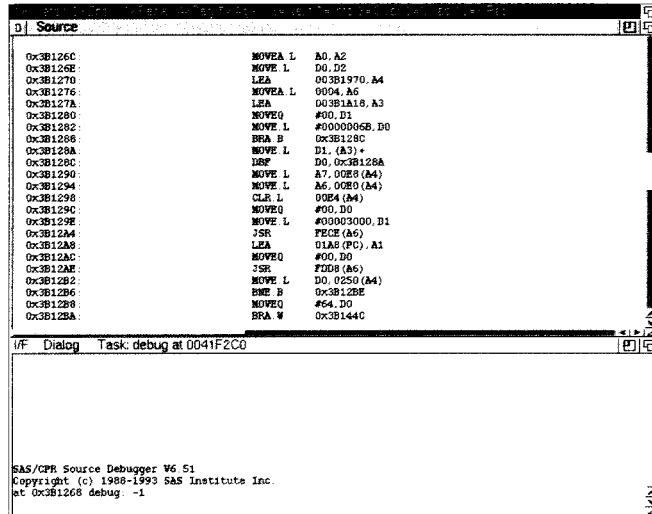 Source
0x3B126C: MOVEA.L A0,A2
0x3B126E: MOVE.L D0,D2
0x3B1270: LEA 003B1970,A4
0x3B1276: MOVEA.L 0004,A6
0x3B127A: LEA 003B1A18,A3
0x3B1280: MOVEQ #00,D1
0x3B1282: MOVE.L #0000006B,D0
0x3B1288: BRA.B 0x3B128C
0x3B128A: MOVE.L D1,(A3)+
0x3B128C: DBF D0,0x3B128A
0x3B1290: MOVE.L A7,00E8(A4)
0x3B1294: MOVE.L A6,00E0(A4)
0x3B1298: CLR.L 00E4(A4)
0x3B129C: MOVEQ #00,D0
0x3B129E: MOVE.L #00003000,D1
0x3B12A4: JSR FECE(A6)
0x3B12A8: LEA 01A8(PC),A1
0x3B12AC: MOVEQ #00,D0
0x3B12AE: JSR FDD8(A6)
0x3B12B2: MOVE.L D0,0250(A4)
0x3B12B6: BNE.B 0x3B12BE
0x3B12B8: MOVEQ #64,D0
0x3B12BA: BRA.W 0x3B144C
Dialog Task: debug at 0041F2C0
SAS/CPR Source Debugger V6.51
Copyright (c) 1988-1993 SAS Institute Inc.
at 0x3B1268 debug: -1